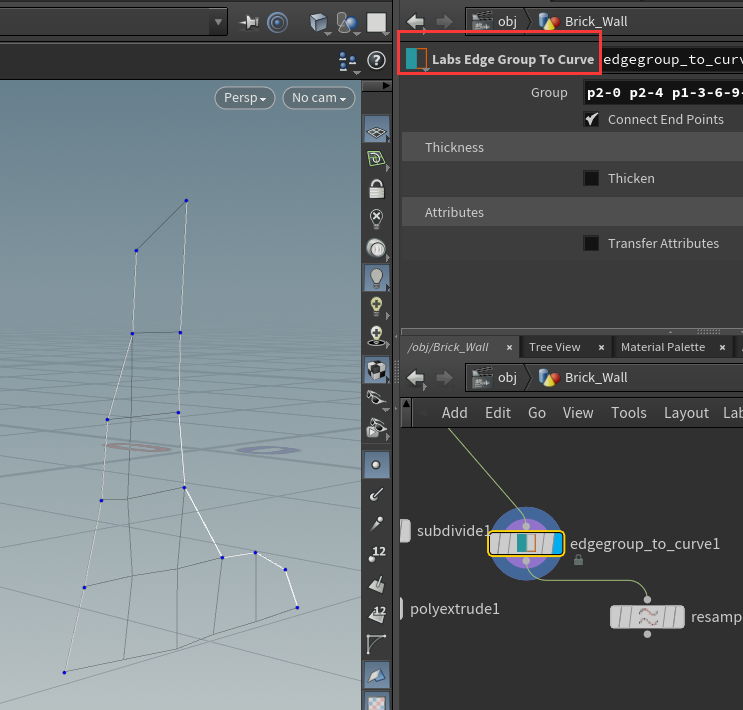 obj Brick_Wall
Labs Edge Group To Curve edgegroup_to_curv
Persp No cam
Group p2-0 p2-4 p1-3-6-9-
Connect End Points
Thickness
Thicken
Attributes
Transfer Attributes
/obj/Brick_Wall × Tree View × Material Palette ×
obj Brick_Wall
Add Edit Go View Tools Layout Lab
subdivide1
edgegroup_to_curve1
12
polyextrude1
12
resamp